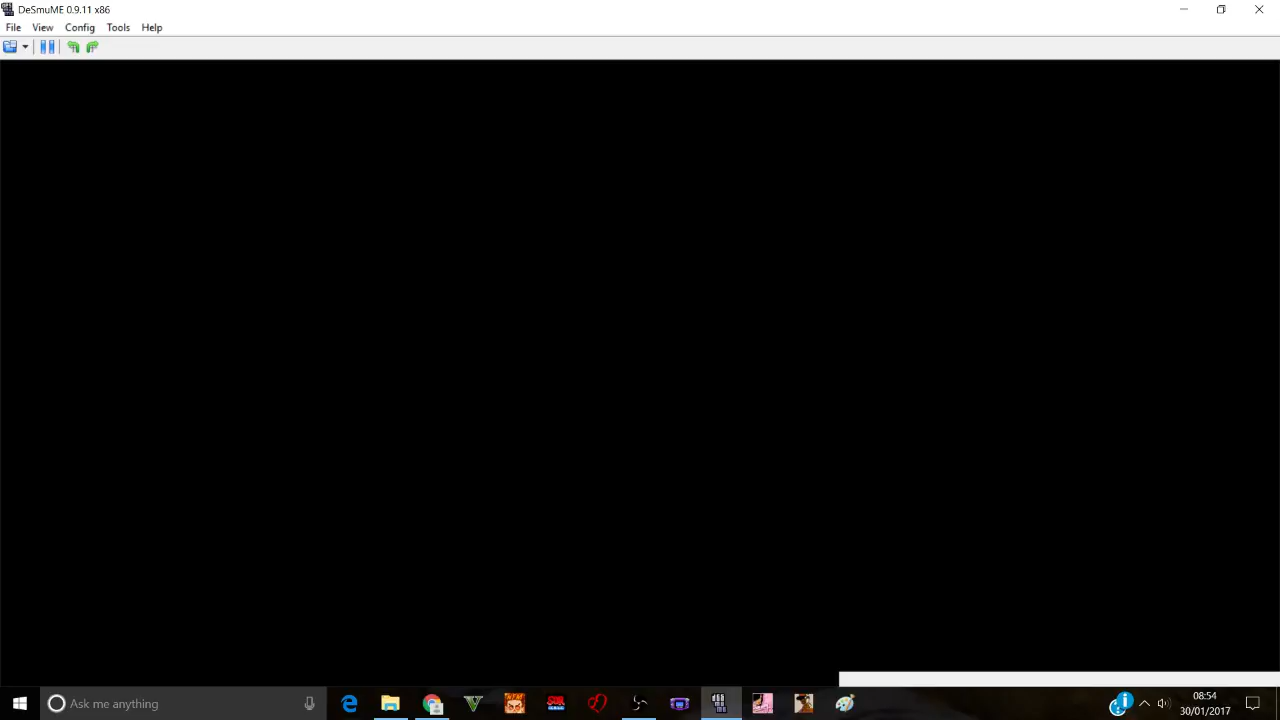 DeSmuME 0.9.11 x86
File View Config Tools Help
Ask me anything
08:54
30/01/2017